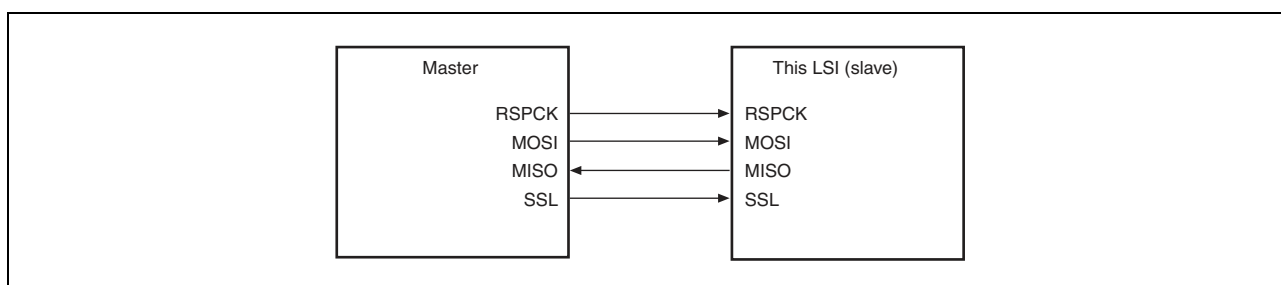 Master
This LSI (slave)
RSPCK
RSPCK
MOSI
MOSI
MISO
MISO
SSL
SSL